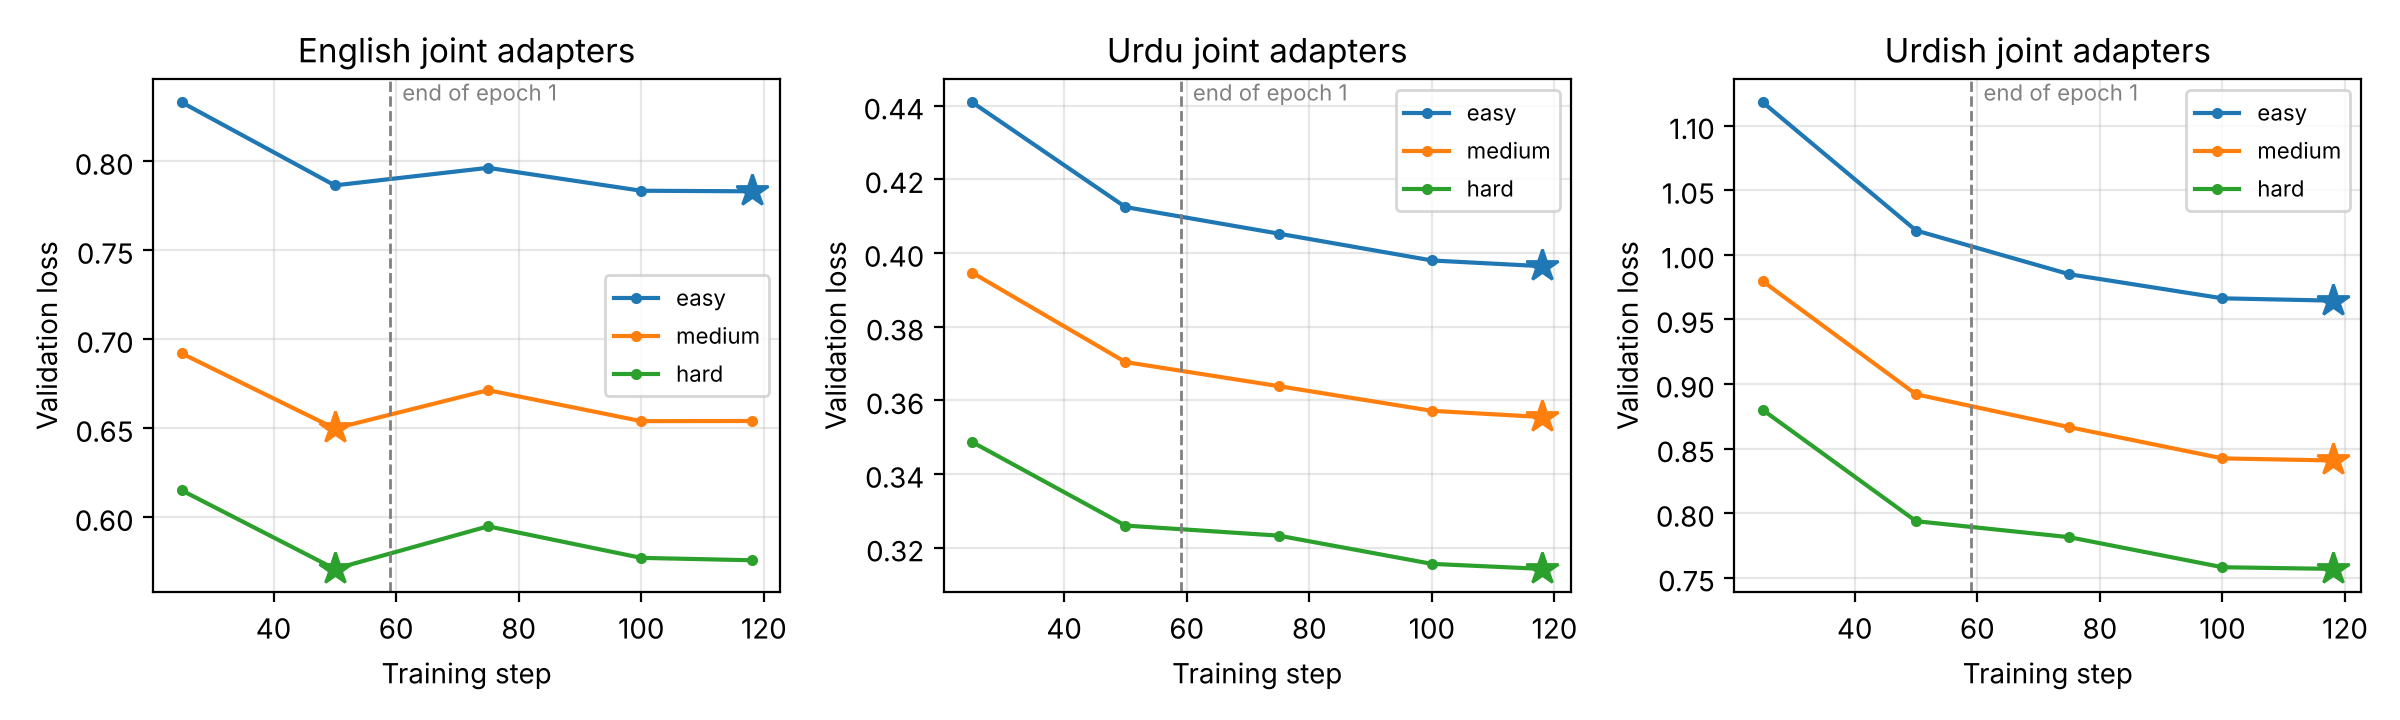 English joint adapters
Validation loss
0.80
0.75
0.70
0.65
0.60
end of epoch 1
easy
medium
hard
40 60 80 100 120
Training step
Urdu joint adapters
Validation loss
0.44
0.42
0.40
0.38
0.36
0.34
0.32
end of epoch 1
easy
medium
hard
40 60 80 100 120
Training step
Urdish joint adapters
Validation loss
1.10
1.05
1.00
0.95
0.90
0.85
0.80
0.75
end of epoch 1
easy
medium
hard
40 60 80 100 120
Training step